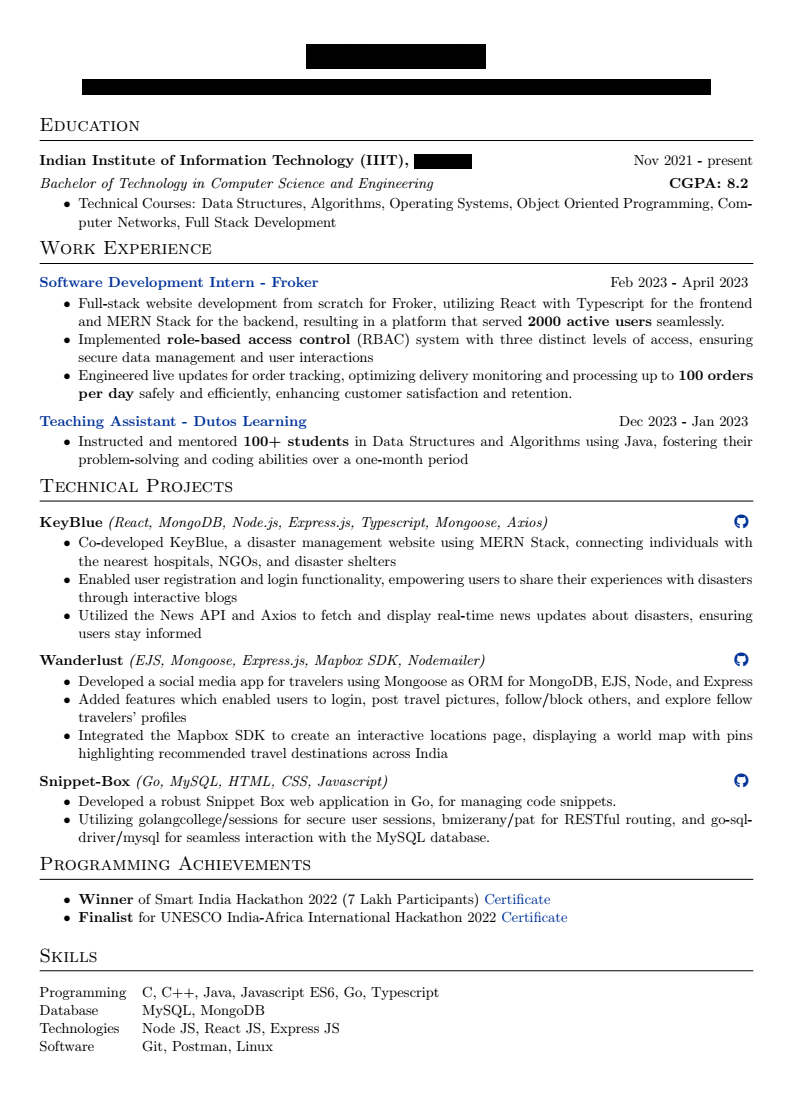 Education
Indian Institute of Information Technology (IIIT), Nov 2021 - present
Bachelor of Technology in Computer Science and Engineering CGPA: 8.2
• Technical Courses: Data Structures, Algorithms, Operating Systems, Object Oriented Programming, Com-
puter Networks, Full Stack Development
Work Experience
Software Development Intern - Froker Feb 2023 - April 2023
• Full-stack website development from scratch for Froker, utilizing React with Typescript for the frontend
and MERN Stack for the backend, resulting in a platform that served 2000 active users seamlessly.
• Implemented role-based access control (RBAC) system with three distinct levels of access, ensuring
secure data management and user interactions
• Engineered live updates for order tracking, optimizing delivery monitoring and processing up to 100 orders
per day safely and efficiently, enhancing customer satisfaction and retention.
Teaching Assistant - Dutos Learning Dec 2023 - Jan 2023
• Instructed and mentored 100+ students in Data Structures and Algorithms using Java, fostering their
problem-solving and coding abilities over a one-month period
Technical Projects
KeyBlue (React, MongoDB, Node.js, Express.js, Typescript, Mongoose, Axios)
• Co-developed KeyBlue, a disaster management website using MERN Stack, connecting individuals with
the nearest hospitals, NGOs, and disaster shelters
• Enabled user registration and login functionality, empowering users to share their experiences with disasters
through interactive blogs
• Utilized the News API and Axios to fetch and display real-time news updates about disasters, ensuring
users stay informed
Wanderlust (EJS, Mongoose, Express.js, Mapbox SDK, Nodemailer)
• Developed a social media app for travelers using Mongoose as ORM for MongoDB, EJS, Node, and Express
• Added features which enabled users to login, post travel pictures, follow/block others, and explore fellow
travelers' profiles
• Integrated the Mapbox SDK to create an interactive locations page, displaying a world map with pins
highlighting recommended travel destinations across India
Snippet-Box (Go, MySQL, HTML, CSS, Javascript)
• Developed a robust Snippet Box web application in Go, for managing code snippets.
• Utilizing golangcollege/sessions for secure user sessions, bmizerany/pat for RESTful routing, and go-sql-
driver/mysql for seamless interaction with the MySQL database.
Programming Achievements
• Winner of Smart India Hackathon 2022 (7 Lakh Participants) Certificate
• Finalist for UNESCO India-Africa International Hackathon 2022 Certificate
Skills
Programming C, C++, Java, Javascript ES6, Go, Typescript
Database MySQL, MongoDB
Technologies Node JS, React JS, Express JS
Software Git, Postman, Linux